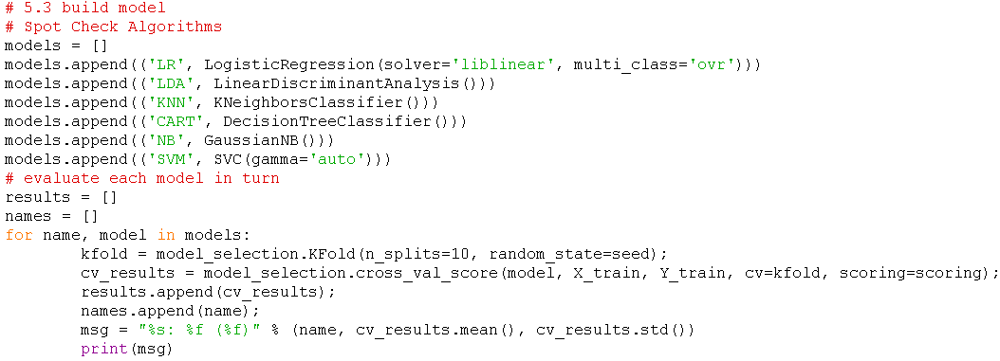 # 5.3 build model
# Spot Check Algorithms
models = []
models.append(('LR', LogisticRegression(solver='liblinear', multi_class='ovr')))
models.append(('LDA', LinearDiscriminantAnalysis()))
models.append(('KNN', KNeighborsClassifier()))
models.append(('CART', DecisionTreeClassifier()))
models.append(('NB', GaussianNB()))
models.append(('SVM', SVC(gamma='auto')))
# evaluate each model in turn
results = []
names = []
for name, model in models:
        kfold = model_selection.KFold(n_splits=10, random_state=seed);
        cv_results = model_selection.cross_val_score(model, X_train, Y_train, cv=kfold, scoring=scoring);
        results.append(cv_results);
        names.append(name);
        msg = "%s: %f (%f)" % (name, cv_results.mean(), cv_results.std())
        print(msg)